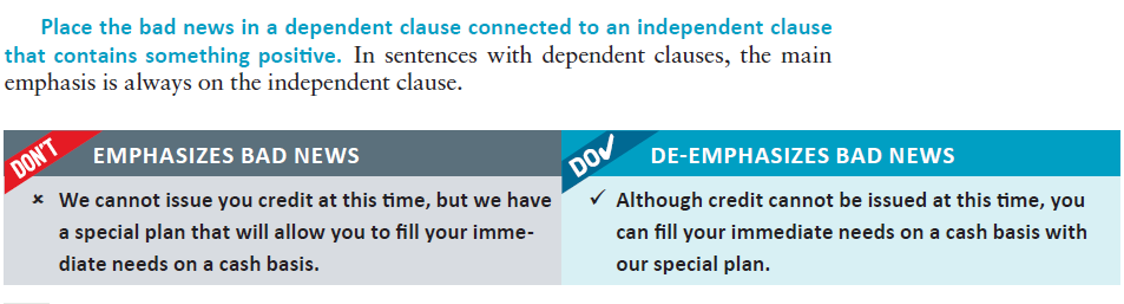 Place the bad news in a dependent clause connected to an independent clause
that contains something positive. In sentences with dependent clauses, the main
emphasis is always on the independent clause.
DON'T
EMPHASIZES BAD NEWS
× We cannot issue you credit at this time, but we have
a special plan that will allow you to fill your imme-
diate needs on a cash basis.
DO✓
DE-EMPHASIZES BAD NEWS
✓ Although credit cannot be issued at this time, you
can fill your immediate needs on a cash basis with
our special plan.